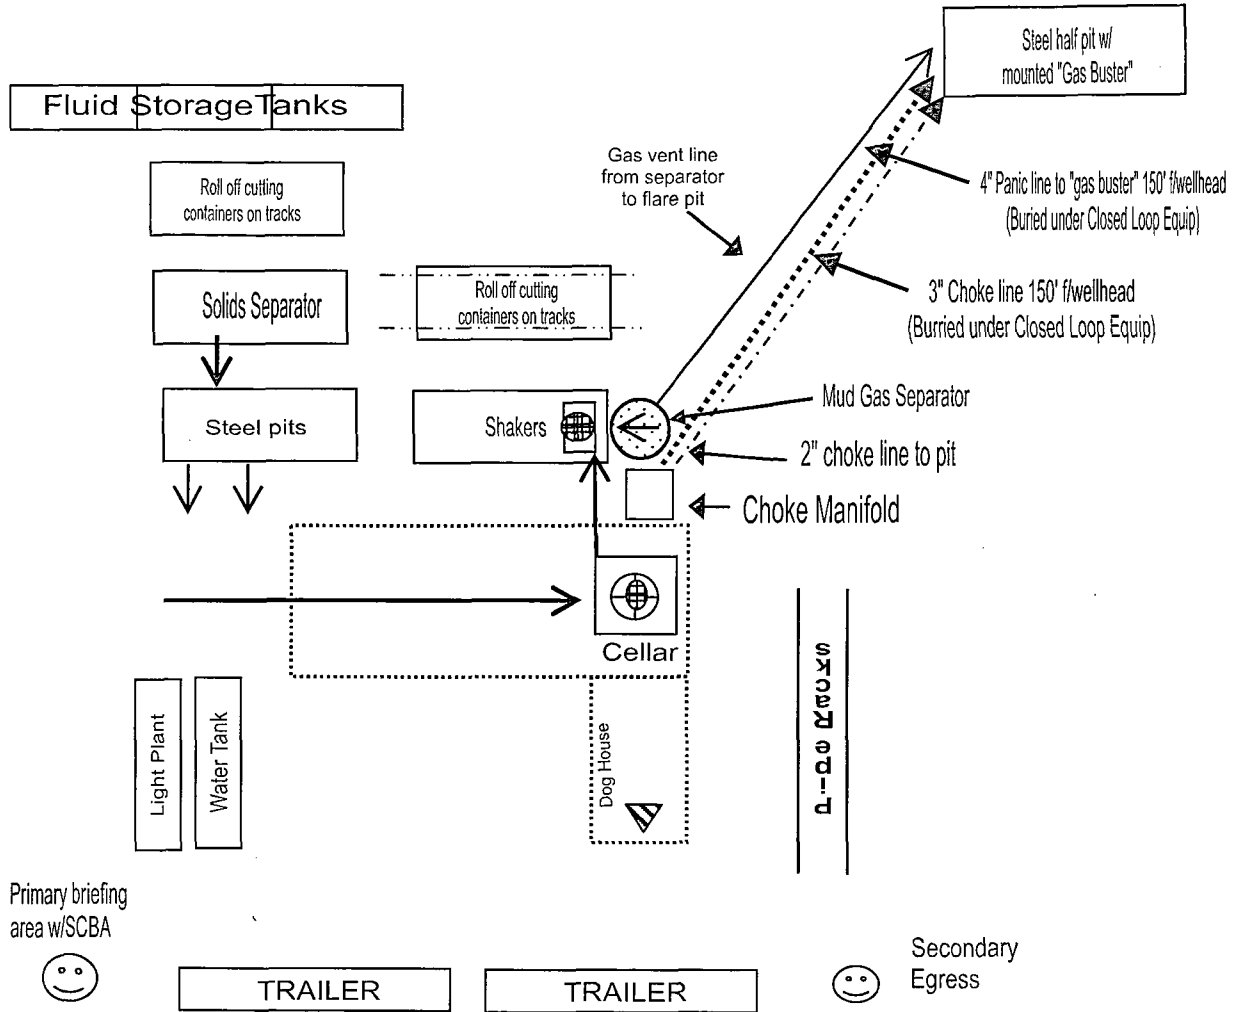 Steel half pit w/
mounted "Gas Buster"
Fluid Storage Tanks
Gas vent line
from separator
to flare pit
Roll off cutting
containers on tracks
4" Panic line to "gas buster" 150' f/wellhead
(Buried under Closed Loop Equip)
Solids Separator
Roll off cutting
containers on tracks
3" Choke line 150' f/wellhead
(Burried under Closed Loop Equip)
Steel pits
Shakers
Mud Gas Separator
2" choke line to pit
Choke Manifold
Cellar
Pipe Racks
Light Plant
Water Tank
Dog House
Primary briefing
area w/SCBA
Secondary
Egress
TRAILER
TRAILER